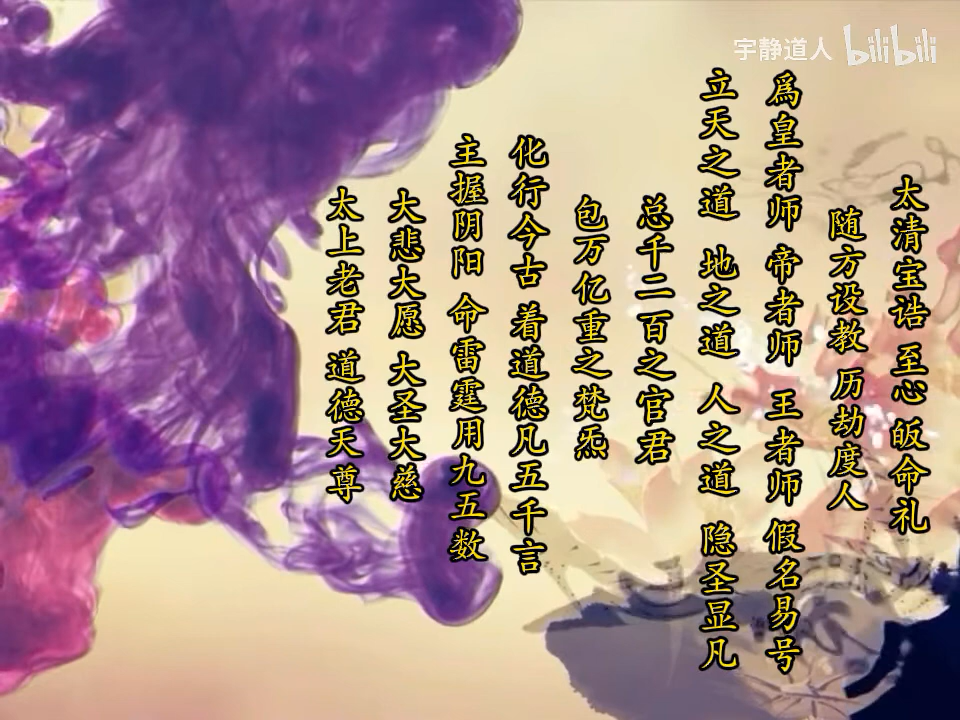 宇静道人 bilibili
太清宝诰 至心皈命礼
随方设教 历劫度人
爲皇者师 帝者师 王者师 假名易号
立天之道 地之道 人之道 隐圣显凡
总千二百之官君
包万亿重之梵炁
化行今古 着道德凡五千言
主握阴阳 命雷霆用九五数
大悲大愿 大圣大慈
太上老君 道德天尊